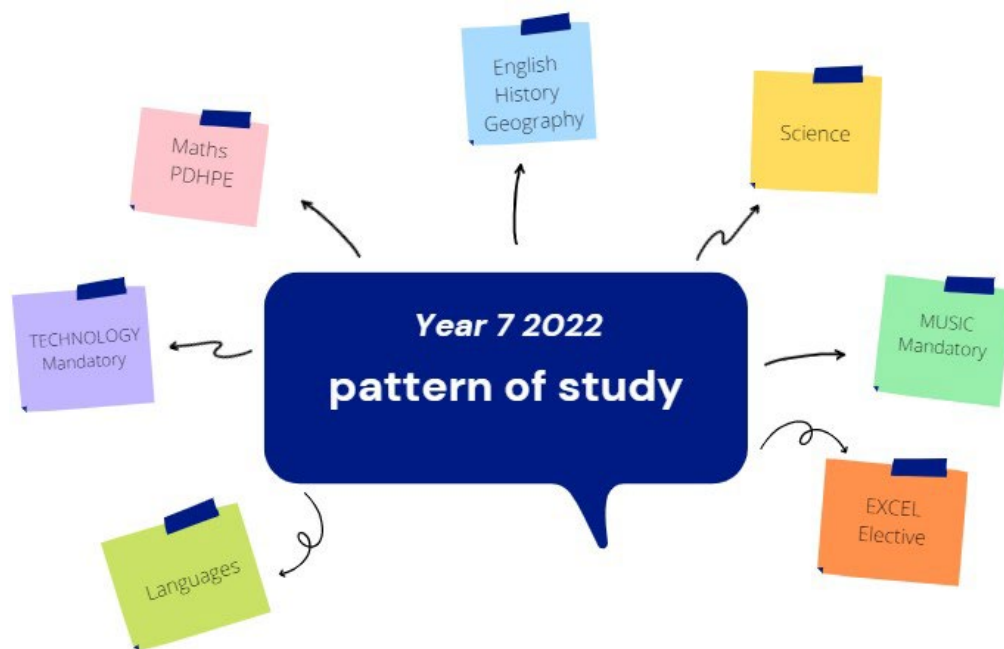 English
History
Geography
Science
Maths
PDHPE
Year 7 2022
pattern of study
TECHNOLOGY
Mandatory
MUSIC
Mandatory
EXCEL
Elective
Languages